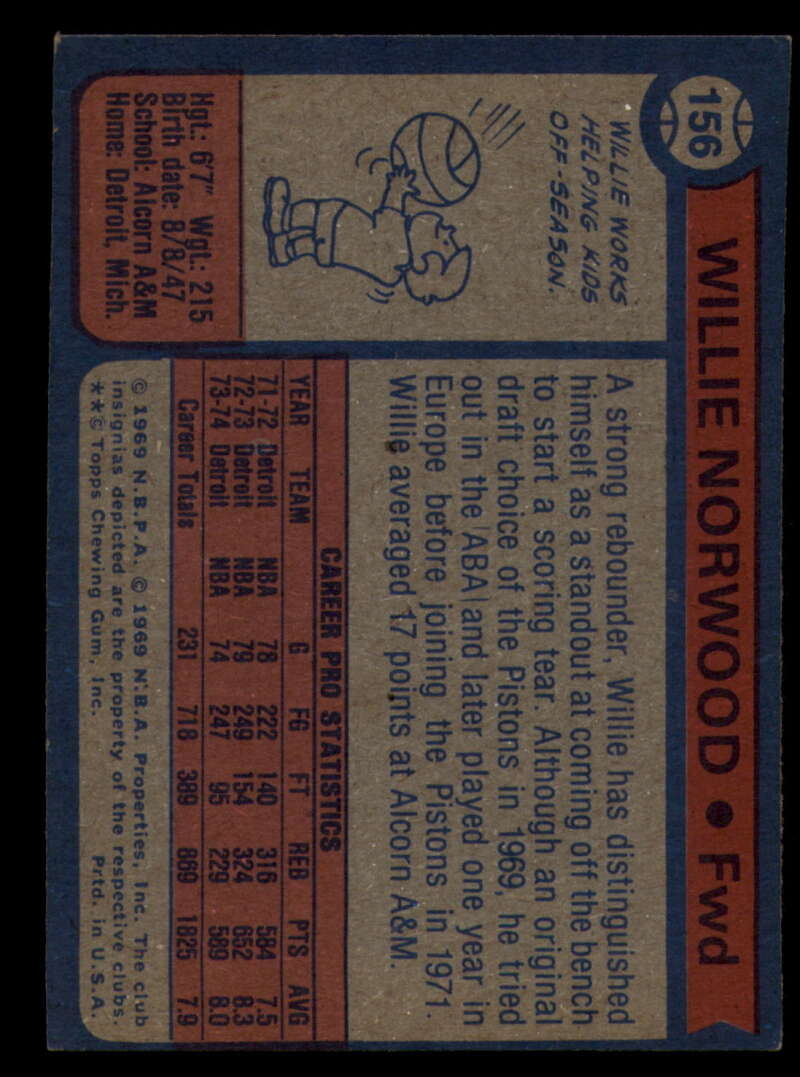 156
WILLIE NORWOOD • Fwd
WILLIE WORKS
HELPING KIDS
OFF-SEASON.
Hgt.: 6'7" Wgt.: 215
Birth date: 8/8/47
School: Alcorn A&M
Home: Detroit, Mich.
A strong rebounder, Willie has distinguished
himself as a standout at coming off the bench
to start a scoring tear. Although an original
draft choice of the Pistons in 1969, he tried
out in the ABA and later played one year in
Europe before joining the Pistons in 1971.
Willie averaged 17 points at Alcorn A&M.
CAREER PRO STATISTICS
YEAR TEAM G FG FT REB PTS AVG
71-72 Detroit NBA 78 222 140 316 584 7.5
72-73 Detroit NBA 79 249 154 324 652 8.3
73-74 Detroit NBA 74 247 95 229 589 8.0
Career Totals 231 718 389 869 1825 7.9
© 1969 N.B.P.A. © 1969 N.B.A. Properties, Inc. The club
insignias depicted are the property of the respective clubs.
**© Topps Chewing Gum, Inc. Prtd. in U.S.A.